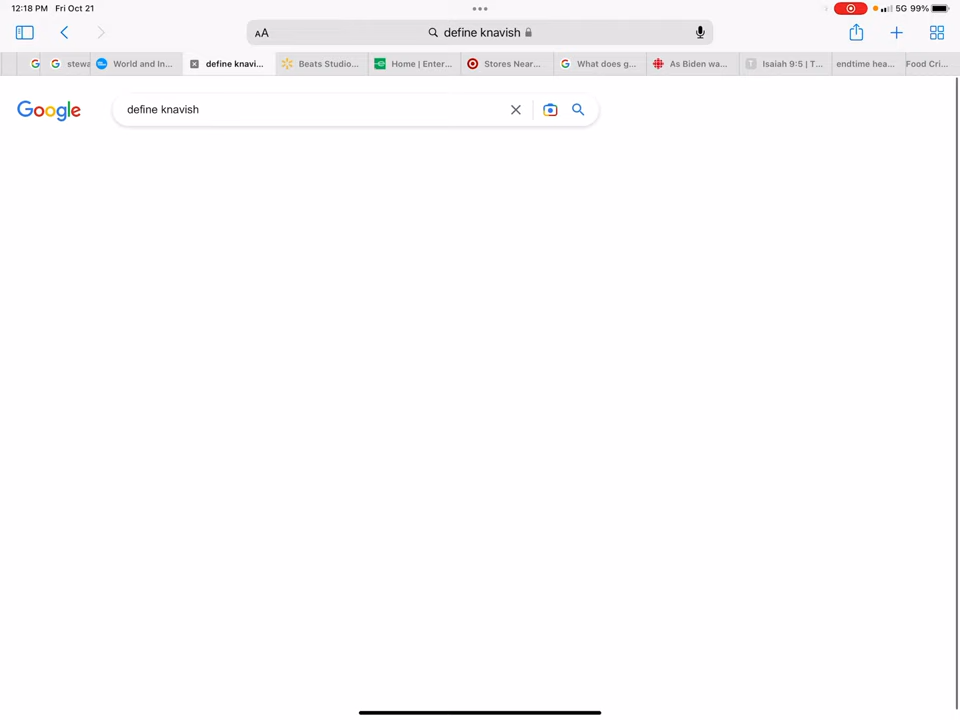 12:18 PM Fri Oct 21
5G 99%
AA define knavish
stewa World and In... define knavi... Beats Studio... Home | Enter... Stores Near... What does g... As Biden wa... Isaiah 9:5 | T... endtime hea... Food Cri...
Google define knavish